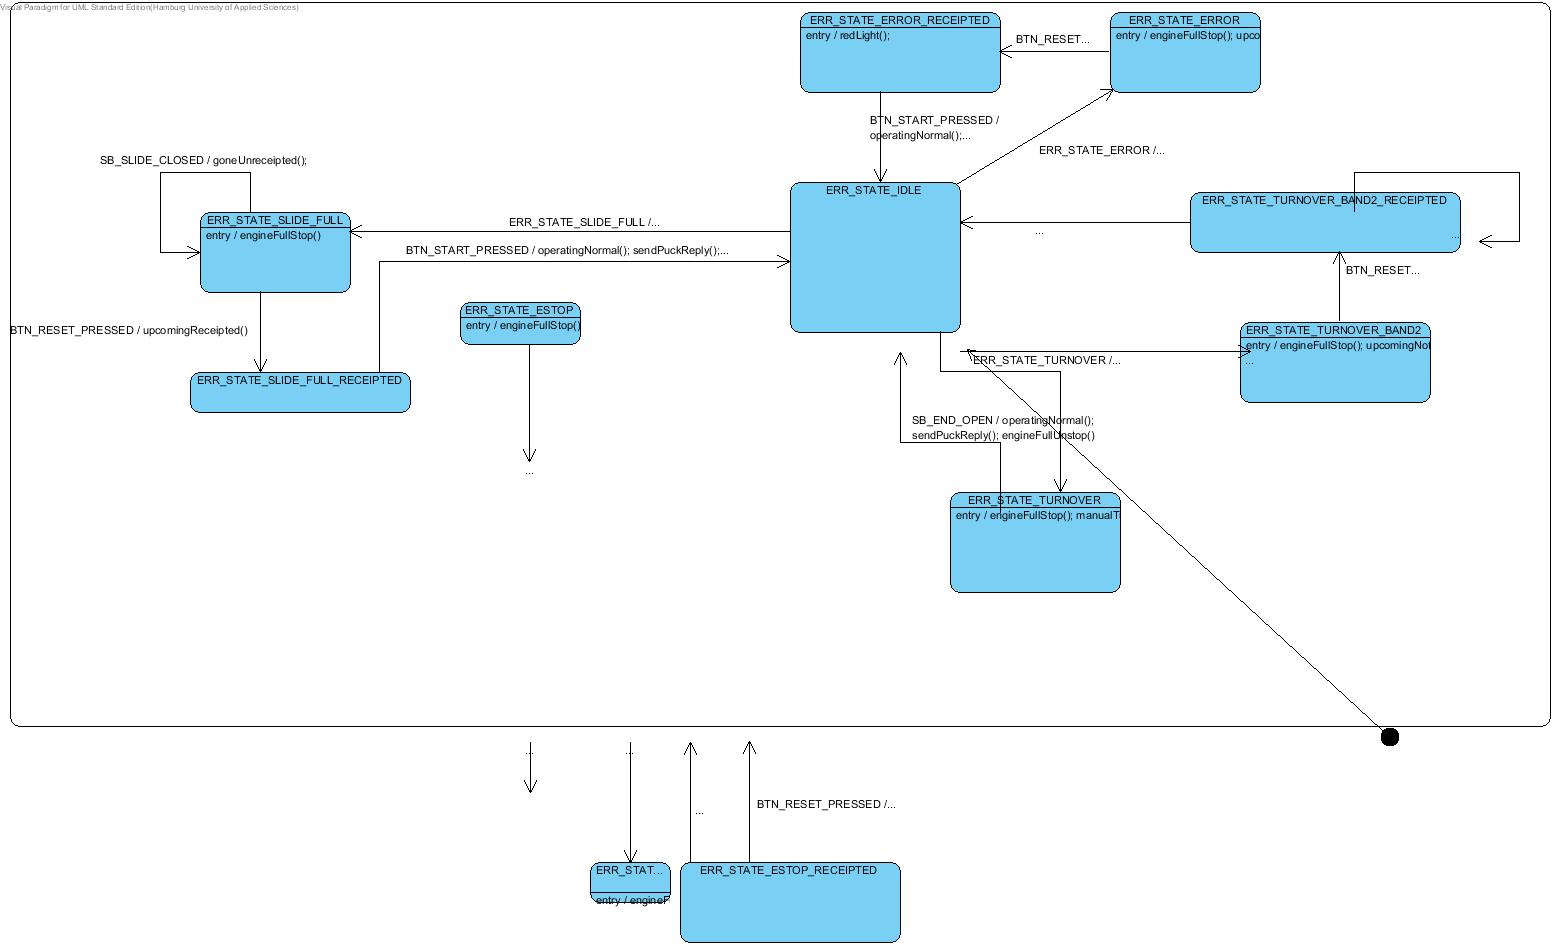 Visual Paradigm for UML Standard Edition(Hamburg University of Applied Sciences)
ERR_STATE_ERROR_RECEIPTED
entry / redLight();
BTN_RESET...
ERR_STATE_ERROR
entry / engineFullStop(); upco
BTN_START_PRESSED /
operatingNormal();...
ERR_STATE_ERROR /...
SB_SLIDE_CLOSED / goneUnreceipted();
ERR_STATE_IDLE
ERR_STATE_TURNOVER_BAND2_RECEIPTED
...
ERR_STATE_SLIDE_FULL
entry / engineFullStop()
ERR_STATE_SLIDE_FULL /...
...
BTN_START_PRESSED / operatingNormal(); sendPuckReply();...
BTN_RESET...
ERR_STATE_ESTOP
entry / engineFullStop()
BTN_RESET_PRESSED / upcomingReceipted()
ERR_STATE_TURNOVER_BAND2
entry / engineFullStop(); upcomingNot
...
ERR_STATE_TURNOVER /...
ERR_STATE_SLIDE_FULL_RECEIPTED
SB_END_OPEN / operatingNormal();
sendPuckReply(); engineFullUnstop()
...
ERR_STATE_TURNOVER
entry / engineFullStop(); manualT
...
...
...
BTN_RESET_PRESSED /...
ERR_STAT...
entry / engineF
ERR_STATE_ESTOP_RECEIPTED